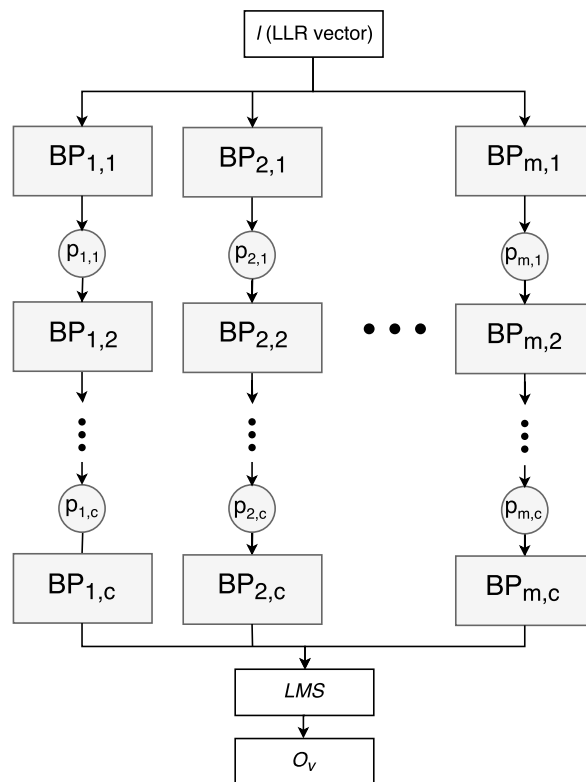 l (LLR vector)
BP1,1 BP2,1 BPm,1
p1,1 p2,1 pm,1
BP1,2 BP2,2 BPm,2
p1,c p2,c pm,c
BP1,c BP2,c BPm,c
LMS
Ov